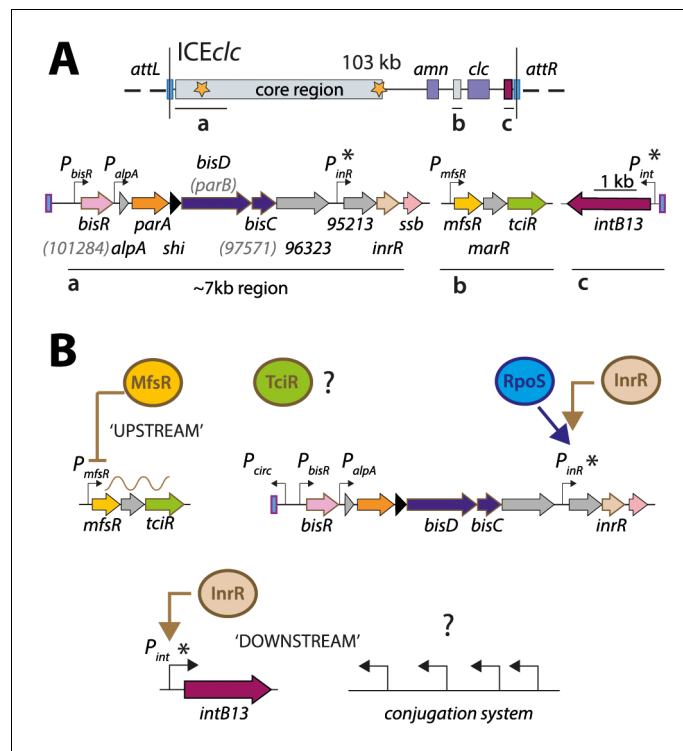 A
ICEclc
103 kb
attL
core region
amn
clc
attR
a
b
c
PbisR
PalpA
bisD
(parB)
PinR
*
PmfsR
1 kb
Pint
*
bisR
parA
bisC
95213
ssb
mfsR
tciR
intB13
(101284)
alpA
shi
(97571)
96323
inrR
marR
a
~7kb region
b
c
B
MfsR
TciR
?
RpoS
InrR
'UPSTREAM'
PmfsR
Pcirc
PbisR
PalpA
PinR
*
mfsR
tciR
bisR
bisD
bisC
inrR
InrR
Pint
*
'DOWNSTREAM'
?
intB13
conjugation system